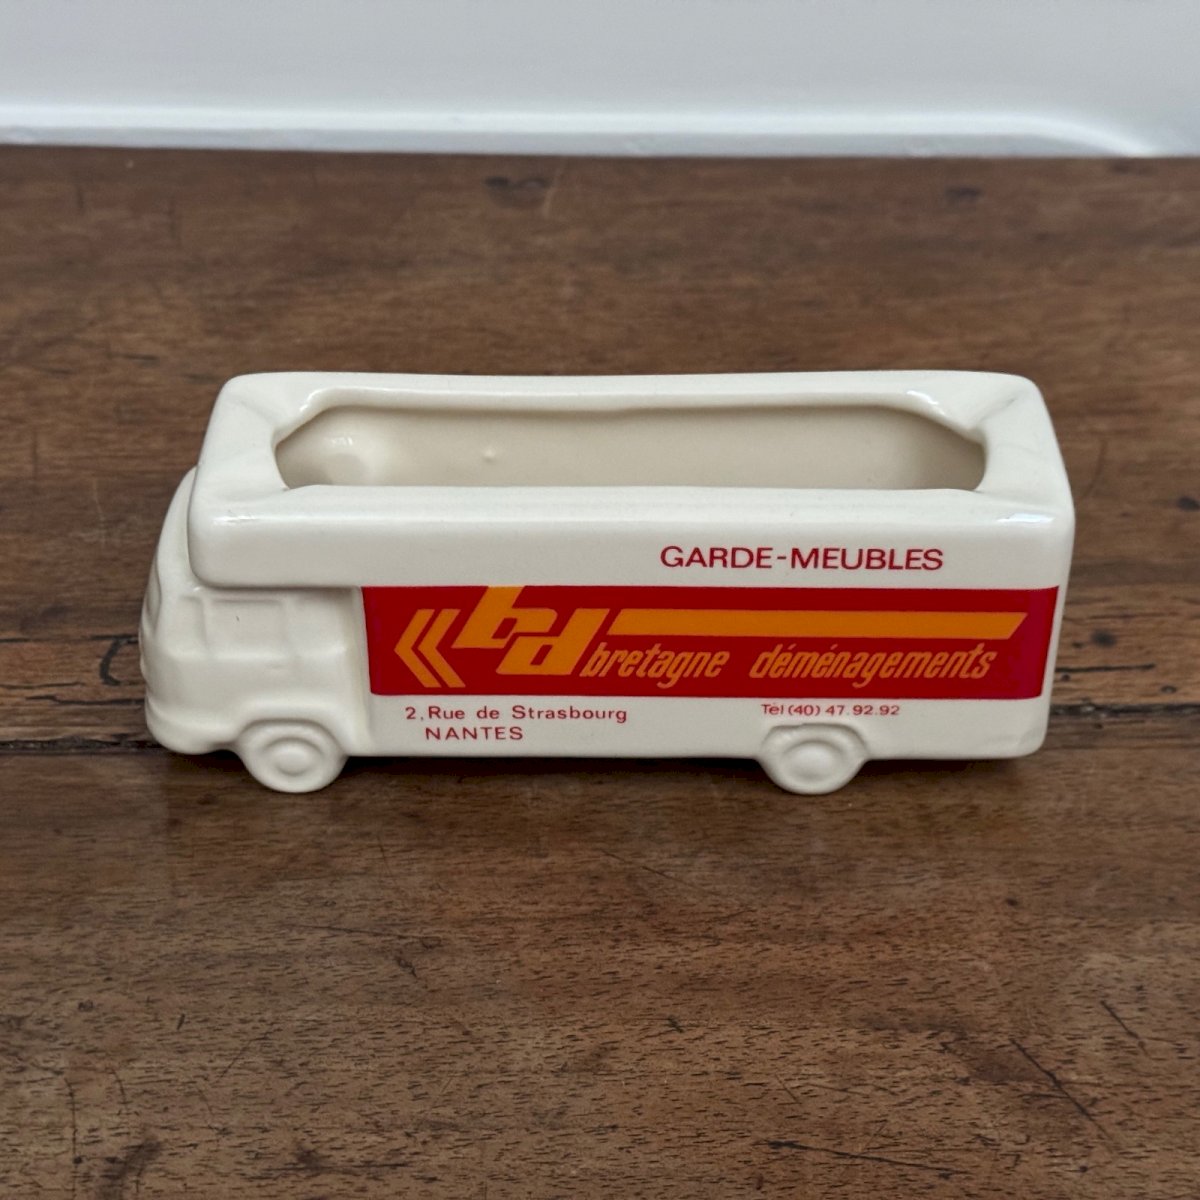 GARDE-MEUBLES
bd
bretagne déménagements
2, Rue de Strasbourg
NANTES
Tél (40) 47.92.92